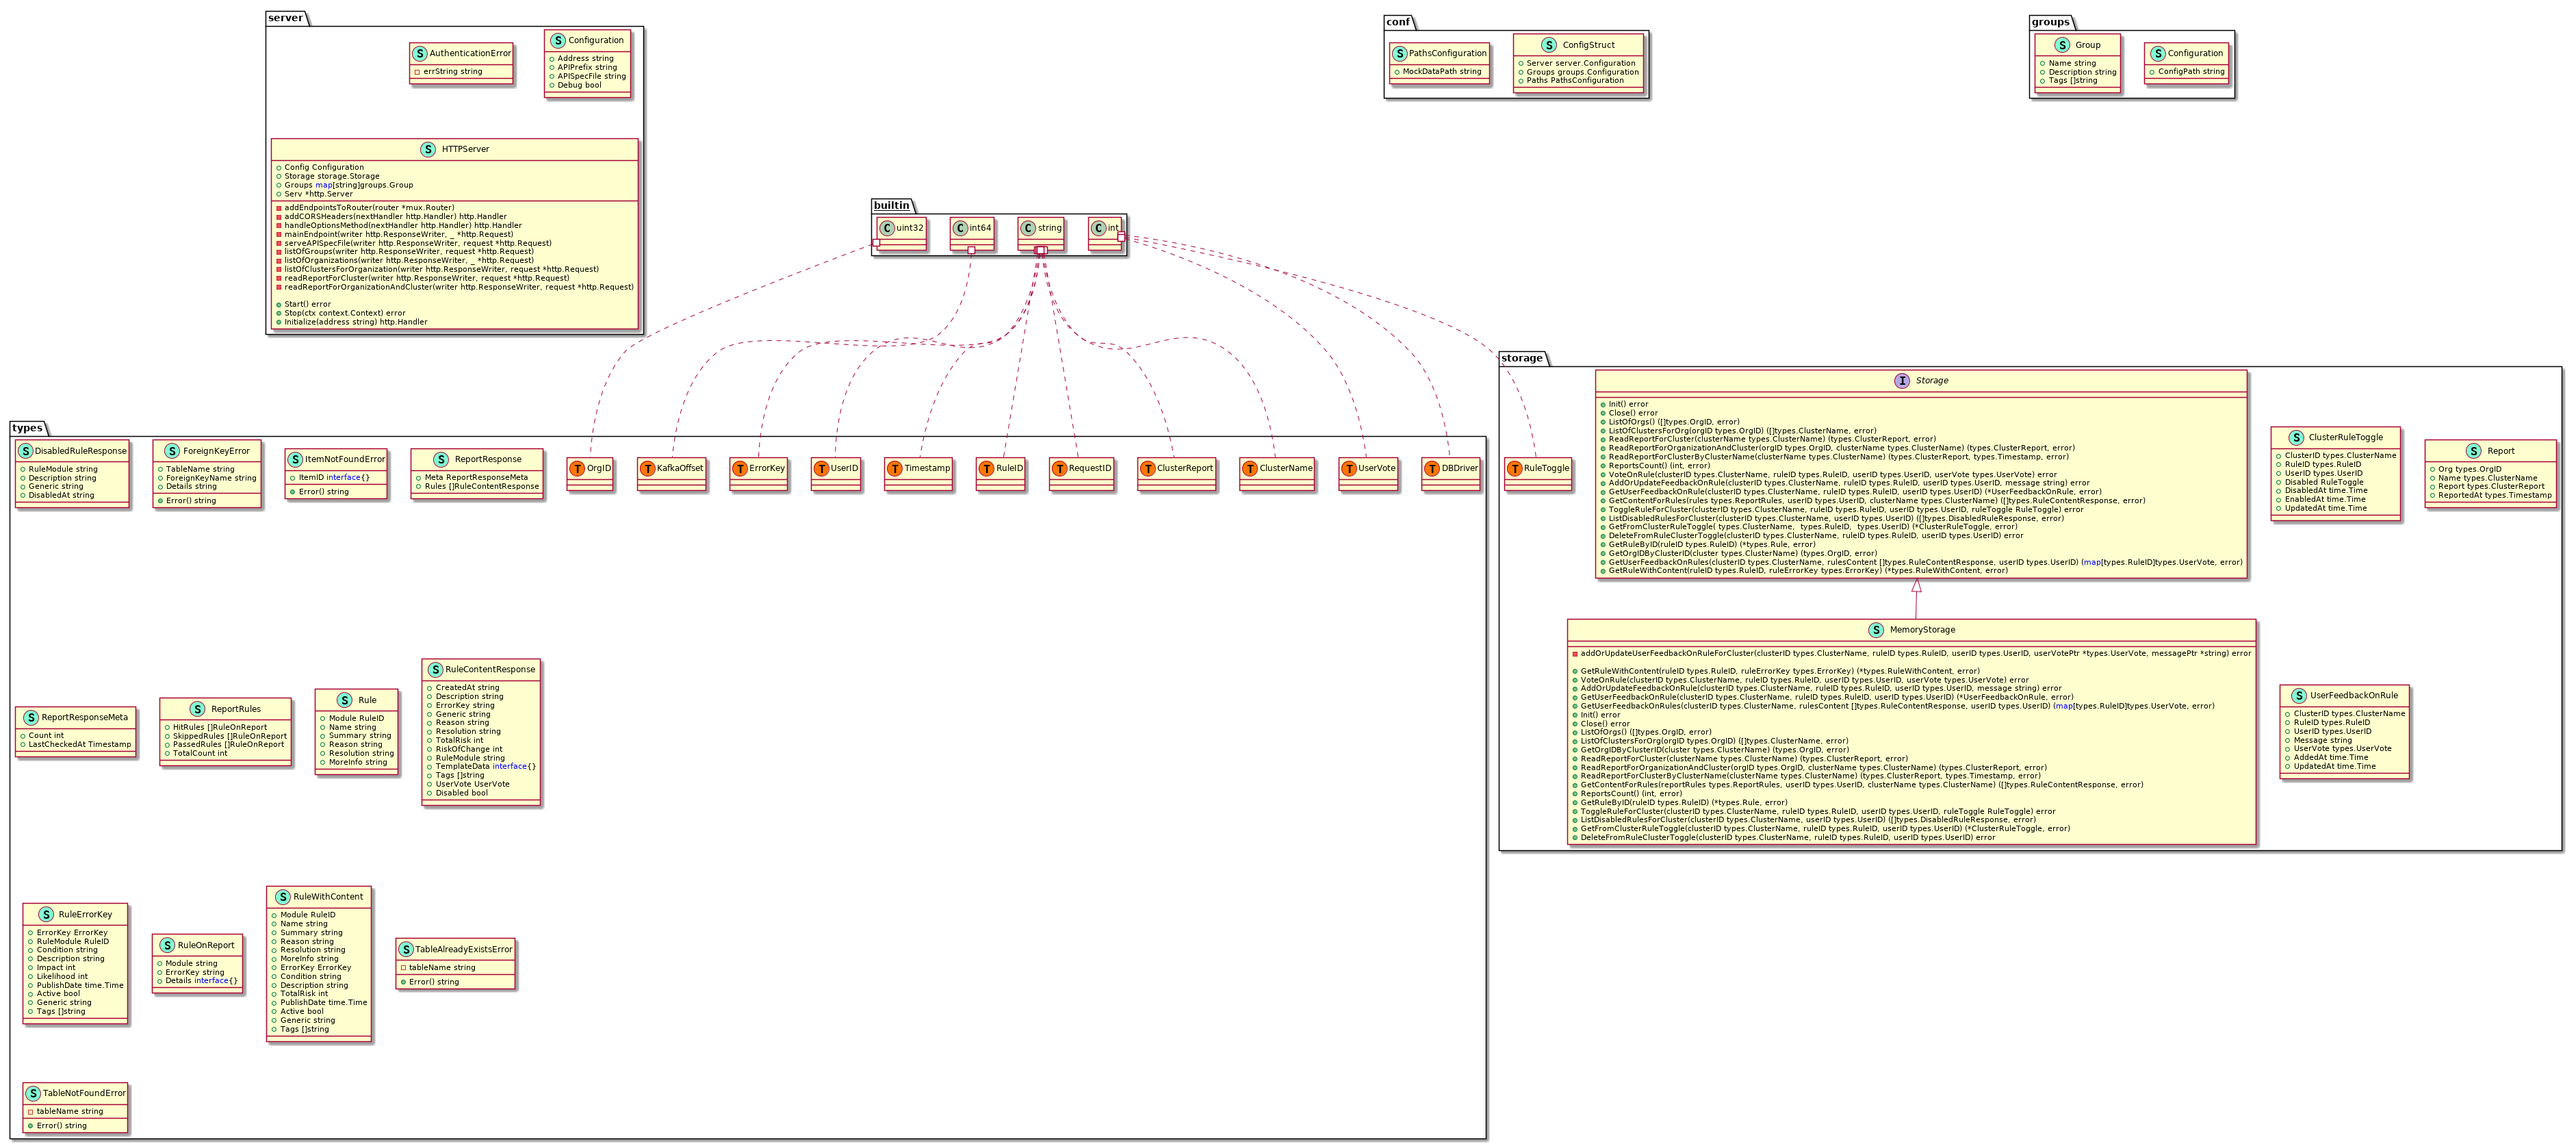 server
S AuthenticationError
errString string
S Configuration
Address string
APIPrefix string
APISpecFile string
Debug bool
S HTTPServer
Config Configuration
Storage storage.Storage
Groups map[string]groups.Group
Serv *http.Server
addEndpointsToRouter(router *mux.Router)
addCORSHeaders(nextHandler http.Handler) http.Handler
handleOptionsMethod(nextHandler http.Handler) http.Handler
mainEndpoint(writer http.ResponseWriter, _ *http.Request)
serveAPISpecFile(writer http.ResponseWriter, request *http.Request)
listOfGroups(writer http.ResponseWriter, request *http.Request)
listOfOrganizations(writer http.ResponseWriter, _ *http.Request)
listOfClustersForOrganization(writer http.ResponseWriter, request *http.Request)
readReportForCluster(writer http.ResponseWriter, request *http.Request)
readReportForOrganizationAndCluster(writer http.ResponseWriter, request *http.Request)
Start() error
Stop(ctx context.Context) error
Initialize(address string) http.Handler
conf
S PathsConfiguration
MockDataPath string
S ConfigStruct
Server server.Configuration
Groups groups.Configuration
Paths PathsConfiguration
groups
S Group
Name string
Description string
Tags []string
S Configuration
ConfigPath string
builtin
C uint32
C int64
C string
C int
types
S DisabledRuleResponse
RuleModule string
Description string
Generic string
DisabledAt string
S ForeignKeyError
TableName string
ForeignKeyName string
Details string
Error() string
S ItemNotFoundError
ItemID interface{}
Error() string
S ReportResponse
Meta ReportResponseMeta
Rules []RuleContentResponse
T OrgID
T KafkaOffset
T ErrorKey
T UserID
T Timestamp
T RuleID
T RequestID
T ClusterReport
T ClusterName
T UserVote
T DBDriver
S ReportResponseMeta
Count int
LastCheckedAt Timestamp
S ReportRules
HitRules []RuleOnReport
SkippedRules []RuleOnReport
PassedRules []RuleOnReport
TotalCount int
S Rule
Module RuleID
Name string
Summary string
Reason string
Resolution string
MoreInfo string
S RuleContentResponse
CreatedAt string
Description string
ErrorKey string
Generic string
Reason string
Resolution string
TotalRisk int
RiskOfChange int
RuleModule string
TemplateData interface{}
Tags []string
UserVote UserVote
Disabled bool
S RuleErrorKey
ErrorKey ErrorKey
RuleModule RuleID
Condition string
Description string
Impact int
Likelihood int
PublishDate time.Time
Active bool
Generic string
Tags []string
S RuleOnReport
Module string
ErrorKey string
Details interface{}
S RuleWithContent
Module RuleID
Name string
Summary string
Reason string
Resolution string
MoreInfo string
ErrorKey ErrorKey
Condition string
Description string
TotalRisk int
PublishDate time.Time
Active bool
Generic string
Tags []string
S TableAlreadyExistsError
tableName string
Error() string
S TableNotFoundError
tableName string
Error() string
storage
T RuleToggle
I Storage
Init() error
Close() error
ListOfOrgs() ([]types.OrgID, error)
ListOfClustersForOrg(orgID types.OrgID) ([]types.ClusterName, error)
ReadReportForCluster(clusterName types.ClusterName) (types.ClusterReport, error)
ReadReportForOrganizationAndCluster(orgID types.OrgID, clusterName types.ClusterName) (types.ClusterReport, error)
ReadReportForClusterByClusterName(clusterName types.ClusterName) (types.ClusterReport, types.Timestamp, error)
ReportsCount() (int, error)
VoteOnRule(clusterID types.ClusterName, ruleID types.RuleID, userID types.UserID, userVote types.UserVote) error
AddOrUpdateFeedbackOnRule(clusterID types.ClusterName, ruleID types.RuleID, userID types.UserID, message string) error
GetUserFeedbackOnRule(clusterID types.ClusterName, ruleID types.RuleID, userID types.UserID) (*UserFeedbackOnRule, error)
GetContentForRules(rules types.ReportRules, userID types.UserID, clusterName types.ClusterName) ([]types.RuleContentResponse, error)
ToggleRuleForCluster(clusterID types.ClusterName, ruleID types.RuleID, userID types.UserID, ruleToggle RuleToggle) error
ListDisabledRulesForCluster(clusterID types.ClusterName, userID types.UserID) ([]types.DisabledRuleResponse, error)
GetFromClusterRuleToggle( types.ClusterName,  types.RuleID,  types.UserID) (*ClusterRuleToggle, error)
DeleteFromRuleClusterToggle(clusterID types.ClusterName, ruleID types.RuleID, userID types.UserID) error
GetRuleByID(ruleID types.RuleID) (*types.Rule, error)
GetOrgIDByClusterID(cluster types.ClusterName) (types.OrgID, error)
GetUserFeedbackOnRules(clusterID types.ClusterName, rulesContent []types.RuleContentResponse, userID types.UserID) (map[types.RuleID]types.UserVote, error)
GetRuleWithContent(ruleID types.RuleID, ruleErrorKey types.ErrorKey) (*types.RuleWithContent, error)
S ClusterRuleToggle
ClusterID types.ClusterName
RuleID types.RuleID
UserID types.UserID
Disabled RuleToggle
DisabledAt time.Time
EnabledAt time.Time
UpdatedAt time.Time
S Report
Org types.OrgID
Name types.ClusterName
Report types.ClusterReport
ReportedAt types.Timestamp
S MemoryStorage
addOrUpdateUserFeedbackOnRuleForCluster(clusterID types.ClusterName, ruleID types.RuleID, userID types.UserID, userVotePtr *types.UserVote, messagePtr *string) error
GetRuleWithContent(ruleID types.RuleID, ruleErrorKey types.ErrorKey) (*types.RuleWithContent, error)
VoteOnRule(clusterID types.ClusterName, ruleID types.RuleID, userID types.UserID, userVote types.UserVote) error
AddOrUpdateFeedbackOnRule(clusterID types.ClusterName, ruleID types.RuleID, userID types.UserID, message string) error
GetUserFeedbackOnRule(clusterID types.ClusterName, ruleID types.RuleID, userID types.UserID) (*UserFeedbackOnRule, error)
GetUserFeedbackOnRules(clusterID types.ClusterName, rulesContent []types.RuleContentResponse, userID types.UserID) (map[types.RuleID]types.UserVote, error)
Init() error
Close() error
ListOfOrgs() ([]types.OrgID, error)
ListOfClustersForOrg(orgID types.OrgID) ([]types.ClusterName, error)
GetOrgIDByClusterID(cluster types.ClusterName) (types.OrgID, error)
ReadReportForCluster(clusterName types.ClusterName) (types.ClusterReport, error)
ReadReportForOrganizationAndCluster(orgID types.OrgID, clusterName types.ClusterName) (types.ClusterReport, error)
ReadReportForClusterByClusterName(clusterName types.ClusterName) (types.ClusterReport, types.Timestamp, error)
GetContentForRules(reportRules types.ReportRules, userID types.UserID, clusterName types.ClusterName) ([]types.RuleContentResponse, error)
ReportsCount() (int, error)
GetRuleByID(ruleID types.RuleID) (*types.Rule, error)
ToggleRuleForCluster(clusterID types.ClusterName, ruleID types.RuleID, userID types.UserID, ruleToggle RuleToggle) error
ListDisabledRulesForCluster(clusterID types.ClusterName, userID types.UserID) ([]types.DisabledRuleResponse, error)
GetFromClusterRuleToggle(clusterID types.ClusterName, ruleID types.RuleID, userID types.UserID) (*ClusterRuleToggle, error)
DeleteFromRuleClusterToggle(clusterID types.ClusterName, ruleID types.RuleID, userID types.UserID) error
S UserFeedbackOnRule
ClusterID types.ClusterName
RuleID types.RuleID
UserID types.UserID
Message string
UserVote types.UserVote
AddedAt time.Time
UpdatedAt time.Time